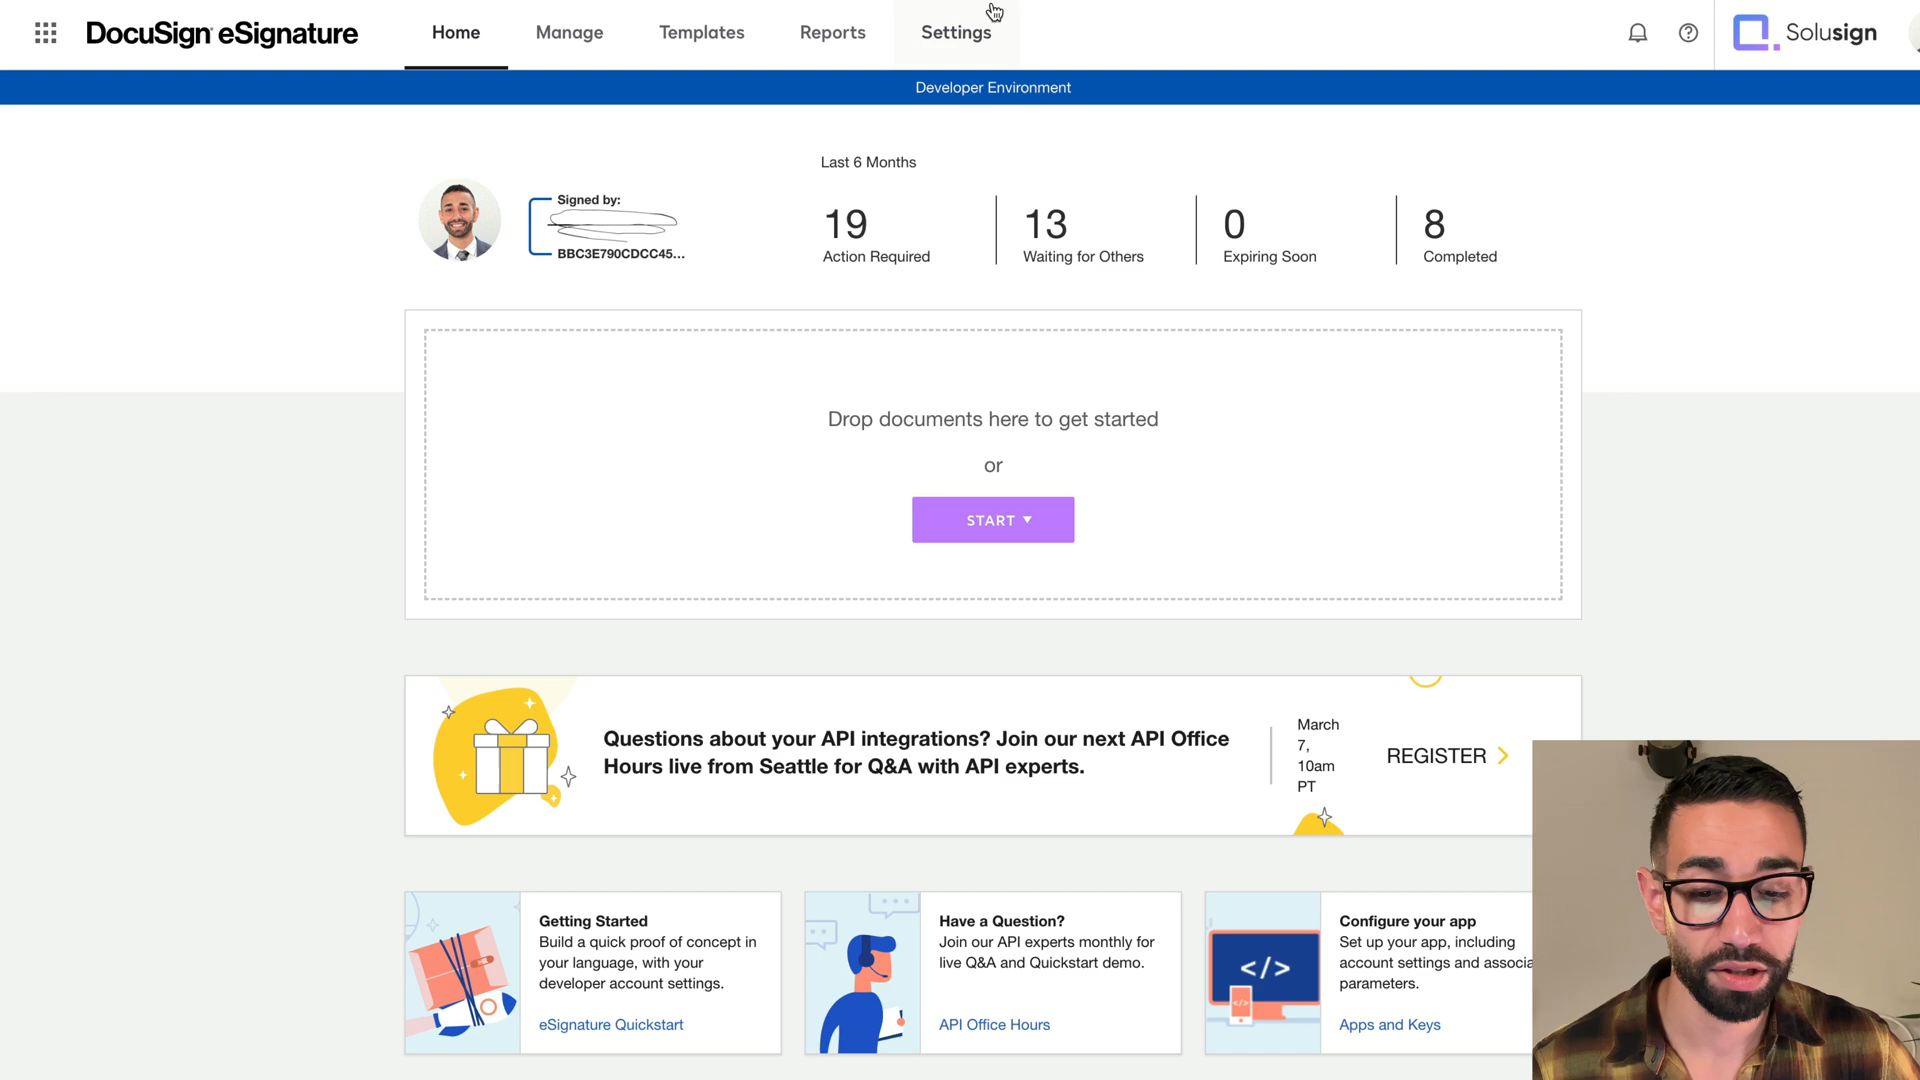 DocuSign eSignature
Home
Manage
Templates
Reports
Settings
Solusign
Developer Environment
Last 6 Months
Signed by:
BBC3E790CDCC45...
19
Action Required
13
Waiting for Others
0
Expiring Soon
8
Completed
Drop documents here to get started
or
START
Questions about your API integrations? Join our next API Office
Hours live from Seattle for Q&A with API experts.
March
7,
10am
PT
REGISTER
Getting Started
Build a quick proof of concept in
your language, with your
developer account settings.
eSignature Quickstart
Have a Question?
Join our API experts monthly for
live Q&A and Quickstart demo.
API Office Hours
</>
Configure your app
Set up your app, including
account settings and associa
parameters.
Apps and Keys